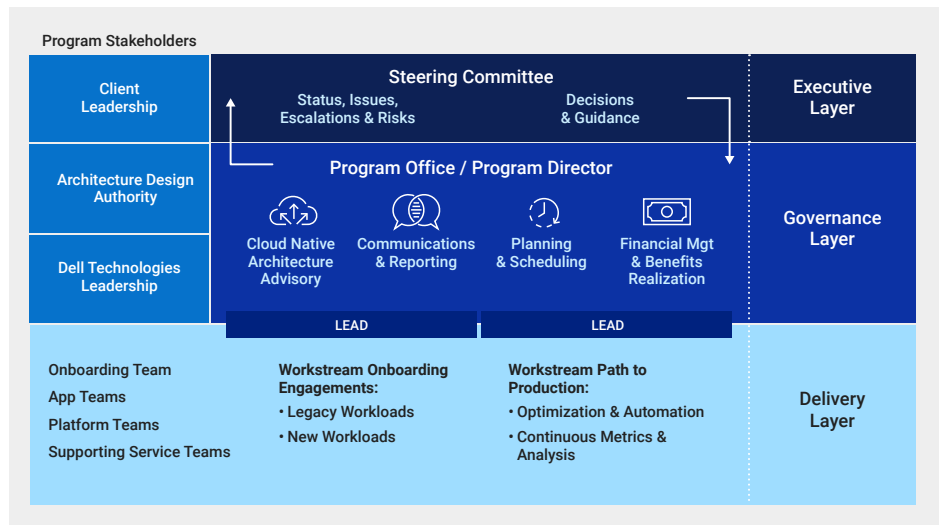 Program Stakeholders
Client
Leadership
Steering Committee
Status, Issues,
Escalations & Risks
Decisions
& Guidance
Executive
Layer
Architecture Design
Authority
Dell Technologies
Leadership
Program Office / Program Director
Cloud Native
Architecture
Advisory
Communications
& Reporting
Planning
& Scheduling
Financial Mgt
& Benefits
Realization
Governance
Layer
LEAD
LEAD
Onboarding Team
App Teams
Platform Teams
Supporting Service Teams
Workstream Onboarding
Engagements:
• Legacy Workloads
• New Workloads
Workstream Path to
Production:
• Optimization & Automation
• Continuous Metrics &
Analysis
Delivery
Layer